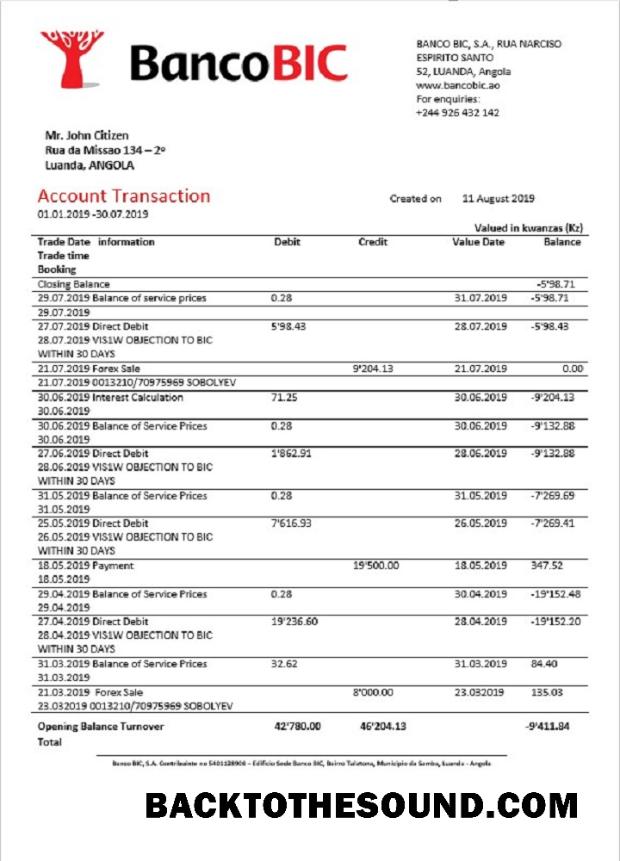 BancoBIC
BANCO BIC, S.A., RUA NARCISO
ESPIRITO SANTO
52, LUANDA, Angola
www.bancobic.ao
For enquiries:
+244 926 432 142
Mr. John Citizen
Rua da Missao 134 – 2º
Luanda, ANGOLA
Account Transaction
Created on 11 August 2019
01.01.2019 -30.07.2019
Valued in kwanzas (Kz)
Trade Date information Debit Credit Value Date Balance
Trade time
Booking
Closing Balance -5'98.71
29.07.2019 Balance of service prices 0.28 31.07.2019 -5'98.71
29.07.2019
27.07.2019 Direct Debit 5'98.43 28.07.2019 -5'98.43
28.07.2019 VIS1W OBJECTION TO BIC
WITHIN 30 DAYS
21.07.2019 Forex Sale 9'204.13 21.07.2019 0.00
21.07.2019 0013210/70975969 SOBOLYEV
30.06.2019 Interest Calculation 71.25 30.06.2019 -9'204.13
30.06.2019
30.06.2019 Balance of Service Prices 0.28 30.06.2019 -9'132.88
30.06.2019
27.06.2019 Direct Debit 1'862.91 28.06.2019 -9'132.88
28.06.2019 VIS1W OBJECTION TO BIC
WITHIN 30 DAYS
31.05.2019 Balance of Service Prices 0.28 31.05.2019 -7'269.69
31.05.2019
25.05.2019 Direct Debit 7'616.93 26.05.2019 -7'269.41
26.05.2019 VIS1W OBJECTION TO BIC
WITHIN 30 DAYS
18.05.2019 Payment 19'500.00 18.05.2019 347.52
18.05.2019
29.04.2019 Balance of Service Prices 0.28 30.04.2019 -19'152.48
29.04.2019
27.04.2019 Direct Debit 19'236.60 28.04.2019 -19'152.20
28.04.2019 VIS1W OBJECTION TO BIC
WITHIN 30 DAYS
31.03.2019 Balance of Service Prices 32.62 31.03.2019 84.40
31.03.2019
21.03.2019 Forex Sale 8'000.00 23.032019 135.03
23.032019 0013210/70975969 SOBOLYEV
Opening Balance Turnover 42'780.00 46'204.13 -9'411.84
Total
Banco BIC, S.A. Contribuinte no 5401128906 – Edificio Sede Banco BIC, Bairro Talatona, Municipio da Samba, Luanda - Angola
BACKTOTHESOUND.COM